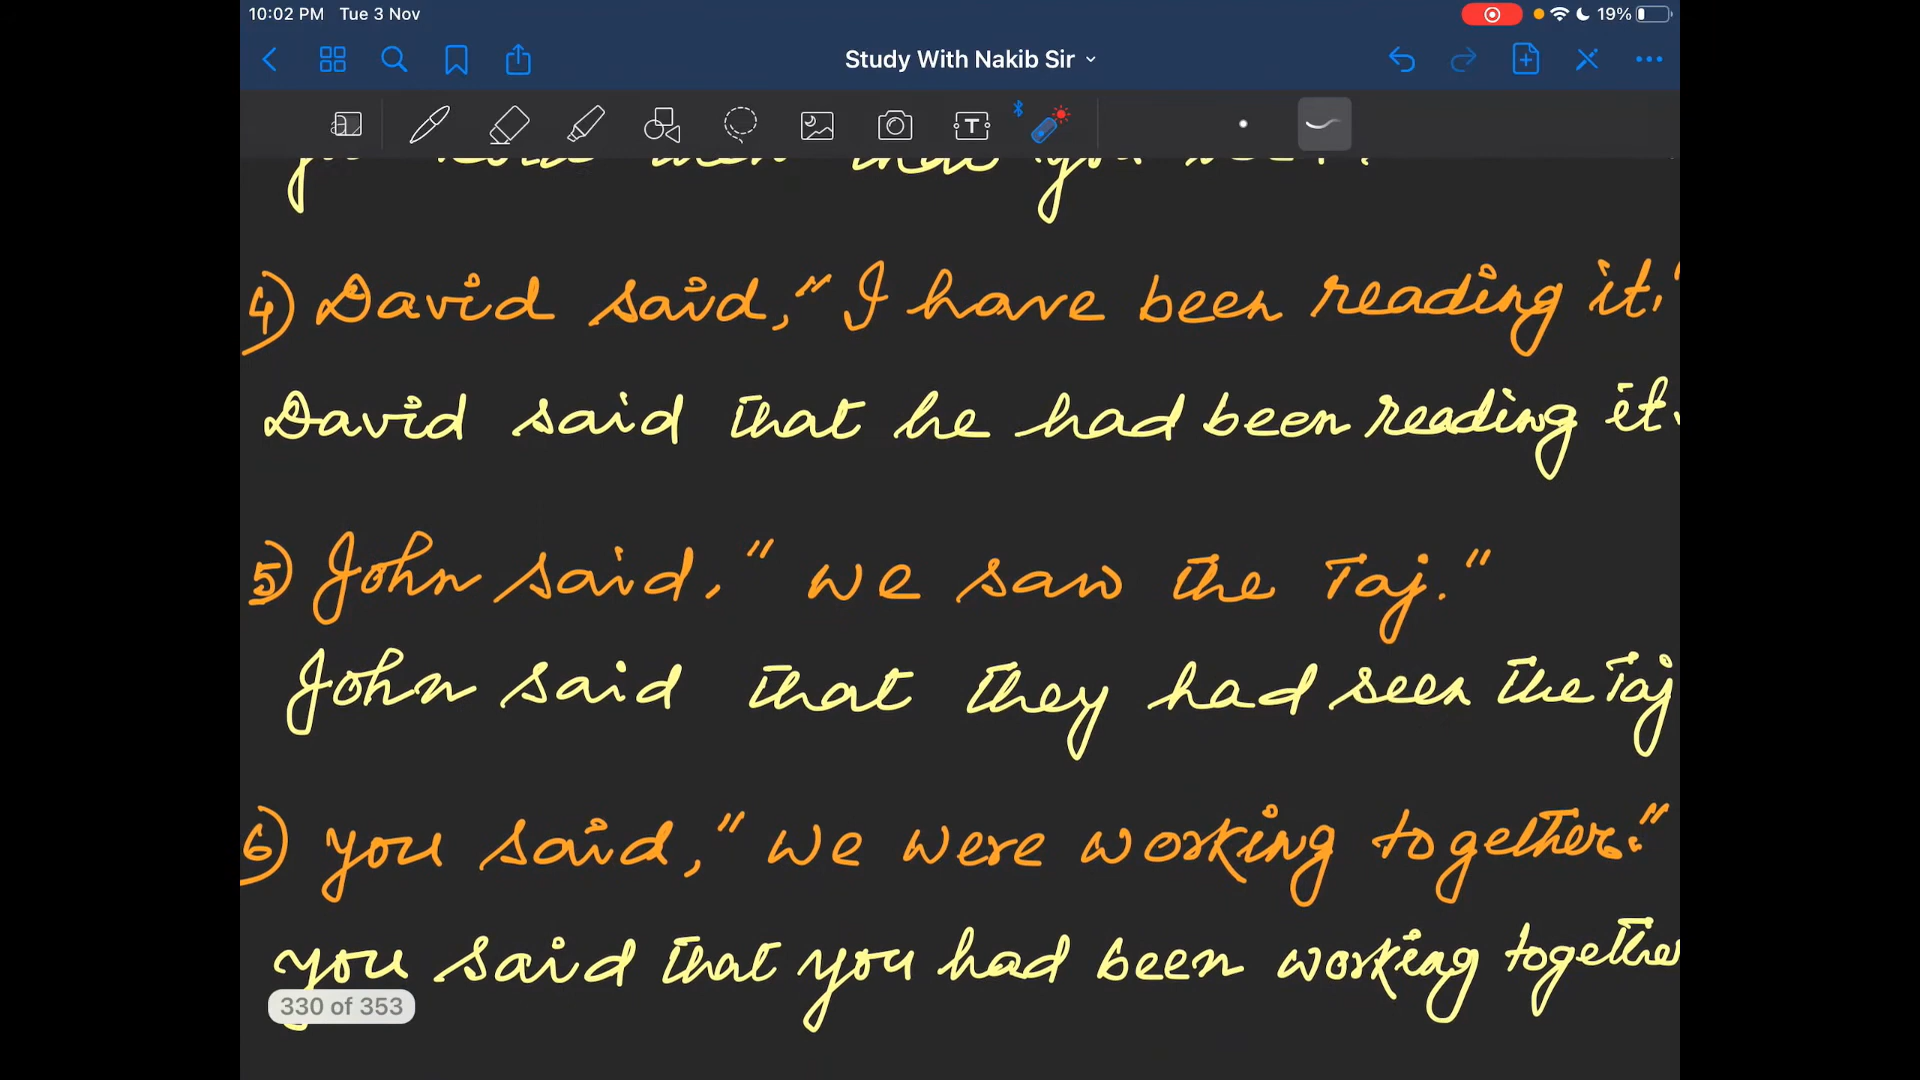 10:02 PM Tue 3 Nov
19%
Study With Nakib Sir
T
that you
4) David said, "I have been reading it."
David said that he had been reading it.
5) John said, " we saw the Taj."
John said that they had seen the Taj
6) you said, " we were working together."
you said that you had been working together
330 of 353